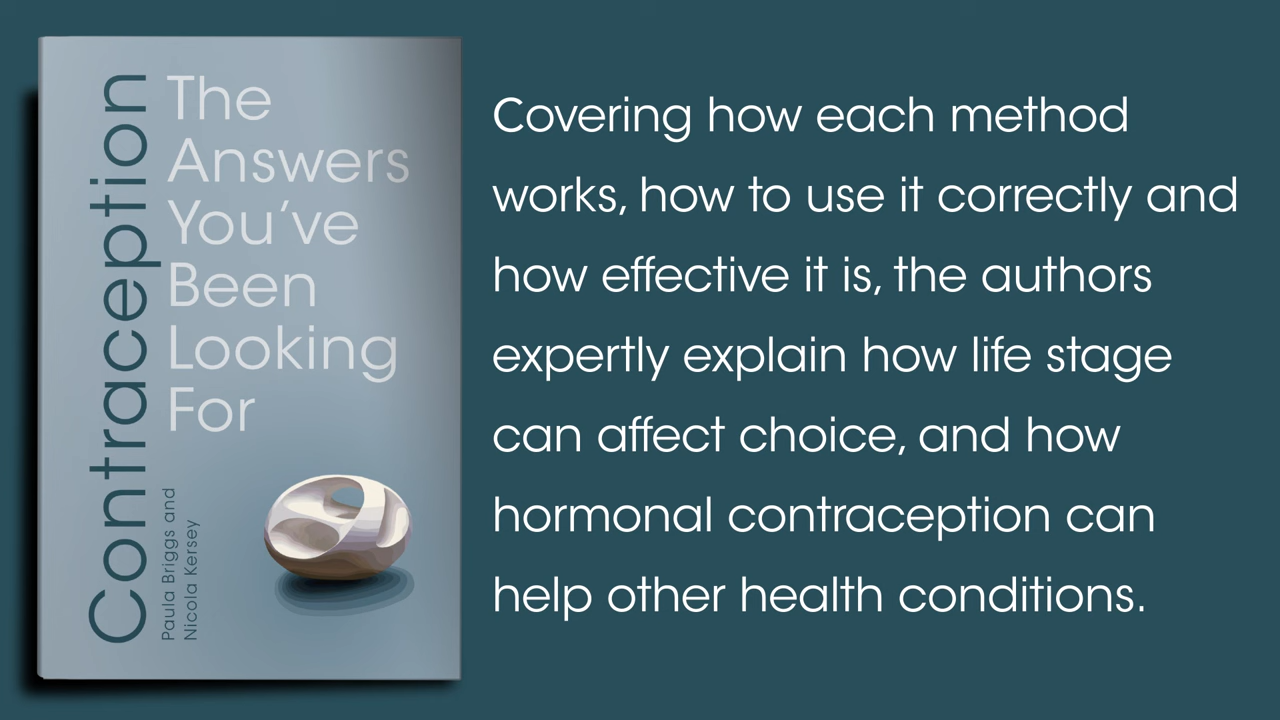 Contraception
The
Answers
You've
Been
Looking
For
Paula Briggs and
Nicola Kersey
Covering how each method
works, how to use it correctly and
how effective it is, the authors
expertly explain how life stage
can affect choice, and how
hormonal contraception can
help other health conditions.